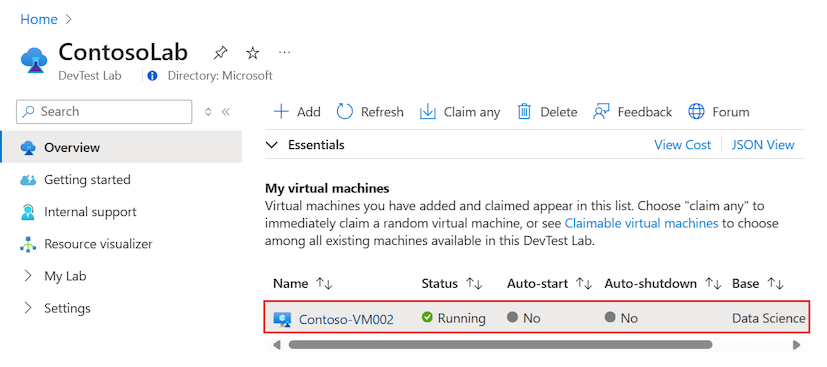 Home
ContosoLab
DevTest Lab Directory: Microsoft
Search
Add Refresh Claim any Delete Feedback Forum
Overview
Essentials View Cost JSON View
Getting started
Internal support
Resource visualizer
My Lab
Settings
My virtual machines
Virtual machines you have added and claimed appear in this list. Choose "claim any" to
immediately claim a random virtual machine, or see Claimable virtual machines to choose
among all existing machines available in this DevTest Lab.
Name Status Auto-start Auto-shutdown Base
Contoso-VM002 Running No No Data Science